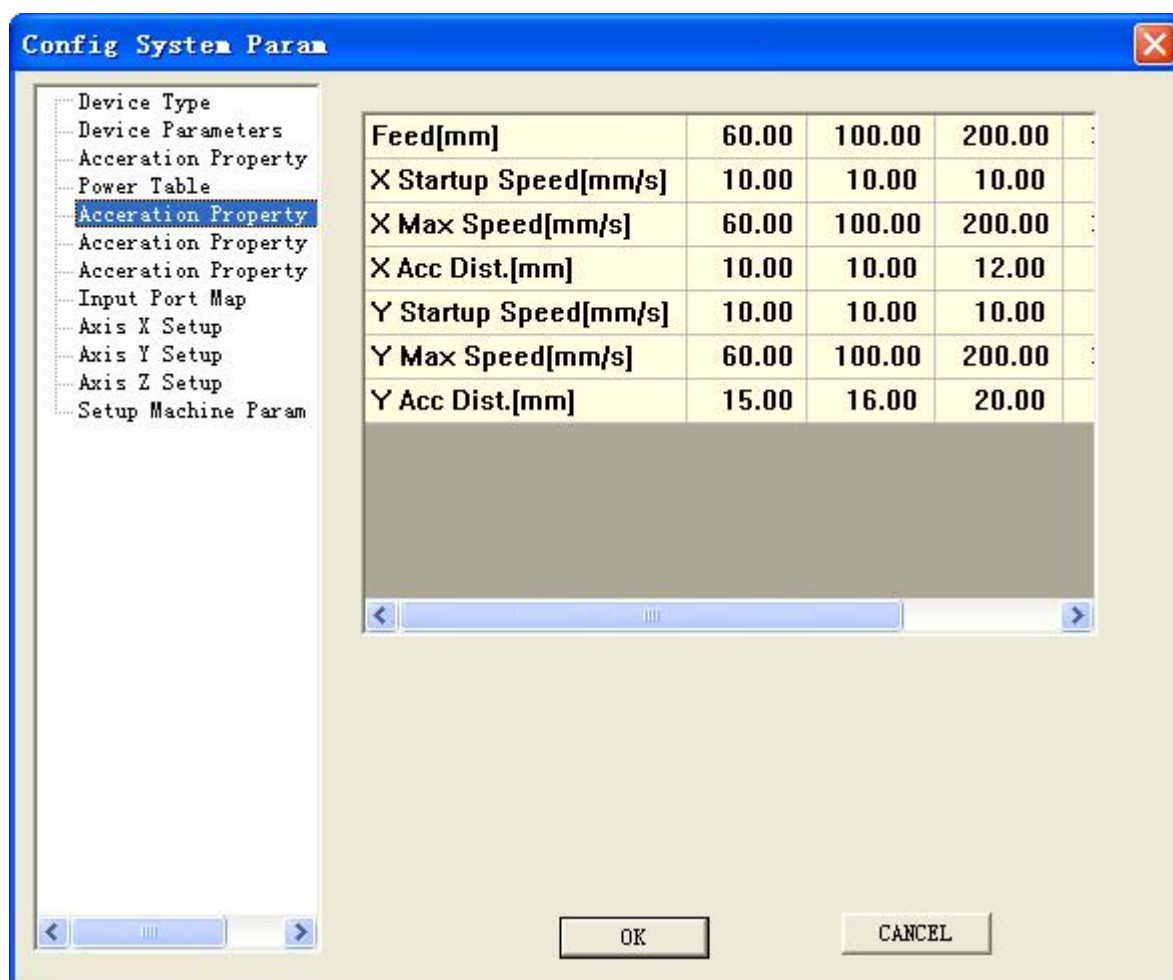 Config System Param
Device Type
Device Parameters
Acceration Property
Power Table
Acceration Property
Acceration Property
Acceration Property
Input Port Map
Axis X Setup
Axis Y Setup
Axis Z Setup
Setup Machine Param
Feed[mm] 60.00 100.00 200.00
X Startup Speed[mm/s] 10.00 10.00 10.00
X Max Speed[mm/s] 60.00 100.00 200.00
X Acc Dist.[mm] 10.00 10.00 12.00
Y Startup Speed[mm/s] 10.00 10.00 10.00
Y Max Speed[mm/s] 60.00 100.00 200.00
Y Acc Dist.[mm] 15.00 16.00 20.00
OK CANCEL